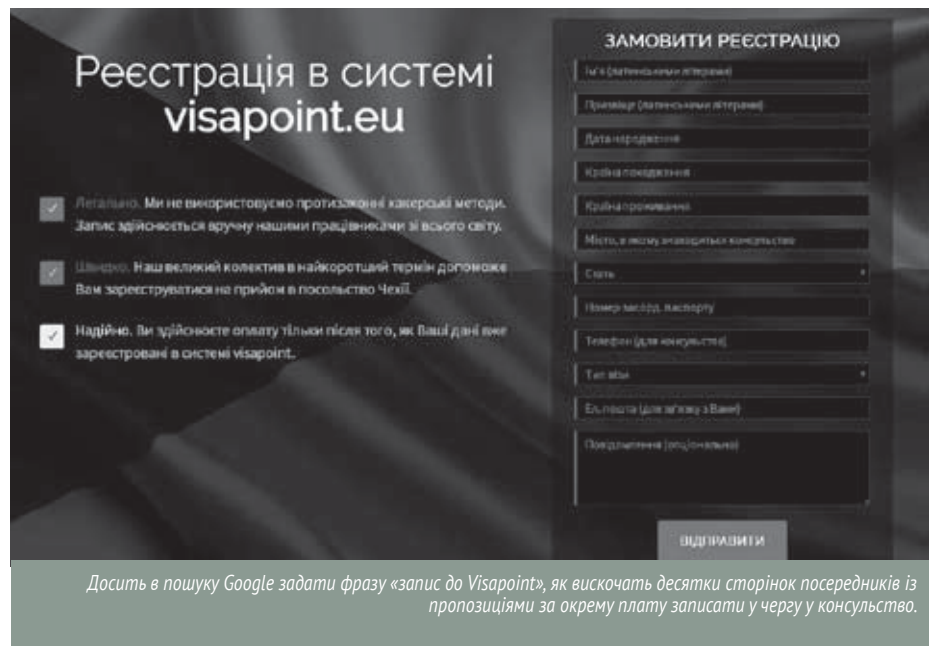 Реєстрація в системі
visapoint.eu
Легально. Ми не використовуємо протизаконні хакерські методи.
Запис здійснюється вручну нашими працівниками зі всього світу.
Швидко. Наш великий колектив в найкоротший термін допоможе
Вам зареєструватися на прийом в посольство Чехії.
Надійно. Ви здійснюєте оплату тільки після того, як Ваші дані вже
зареєстровані в системі visapoint.
ЗАМОВИТИ РЕЄСТРАЦІЮ
Ім'я (латинськими літерами)
Прізвище (латинськими літерами)
Дата народження
Країна походження
Країна проживання
Місто, в якому знаходиться консульство
Стать
Номер закорд. паспорту
Телефон (для консульства)
Тип візи
Ел. пошта (для зв'язку з Вами)
Повідомлення (опціонально)
ВІДПРАВИТИ
Досить в пошуку Google задати фразу «запис до Visapoint», як вискочать десятки сторінок посередників із
пропозиціями за окрему плату записати у чергу у консульство.